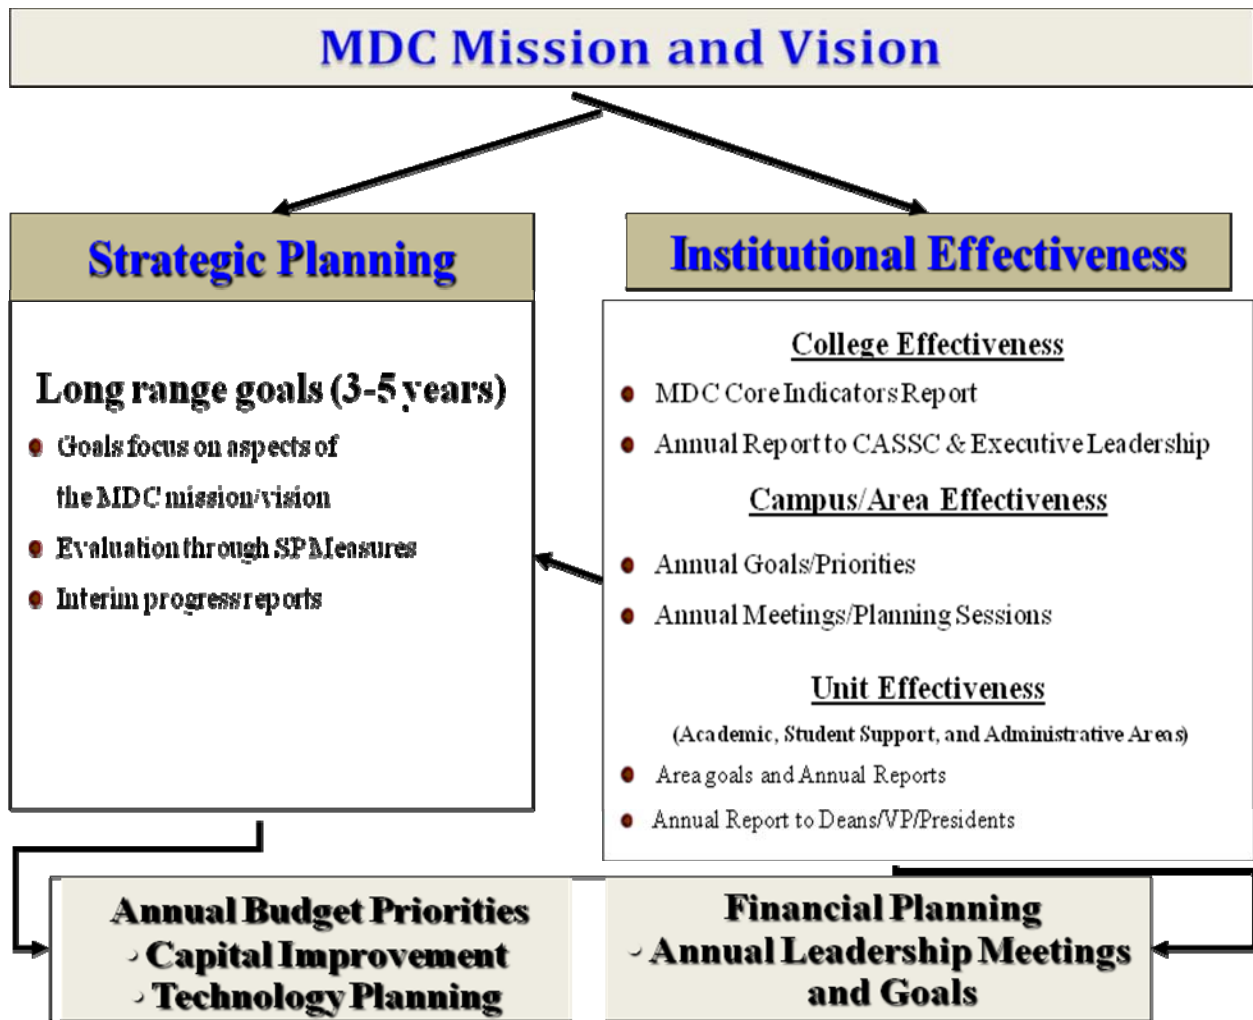 MDC Mission and Vision
Strategic Planning
Long range goals (3-5 years)
Goals focus on aspects of
the MDC mission/vision
Evaluation through SP Measures
Interim progress reports
Institutional Effectiveness
College Effectiveness
MDC Core Indicators Report
Annual Report to CASSC & Executive Leadership
Campus/Area Effectiveness
Annual Goals/Priorities
Annual Meetings/Planning Sessions
Unit Effectiveness
(Academic, Student Support, and Administrative Areas)
Area goals and Annual Reports
Annual Report to Deans/VP/Presidents
Annual Budget Priorities
Capital Improvement
Technology Planning
Financial Planning
Annual Leadership Meetings
and Goals